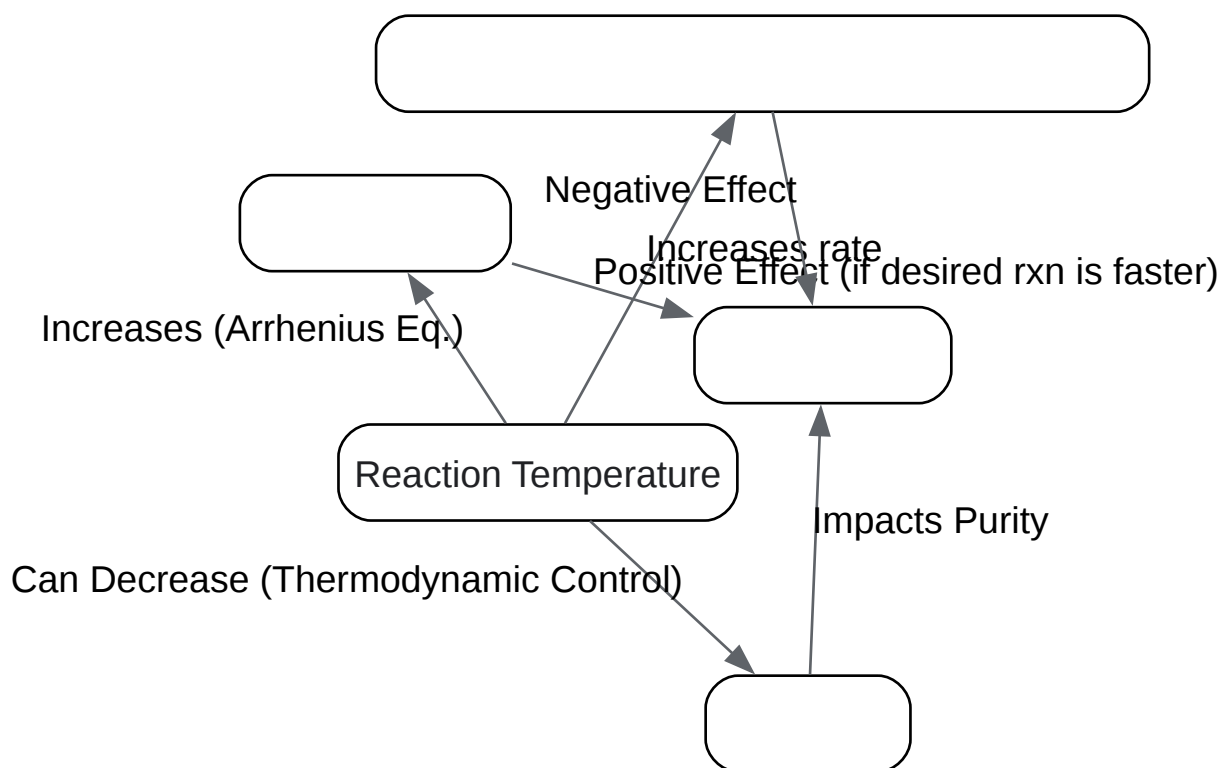 Negative Effect
Increases rate
Positive Effect (if desired rxn is faster)
Increases (Arrhenius Eq.)
Reaction Temperature
Impacts Purity
Can Decrease (Thermodynamic Control)